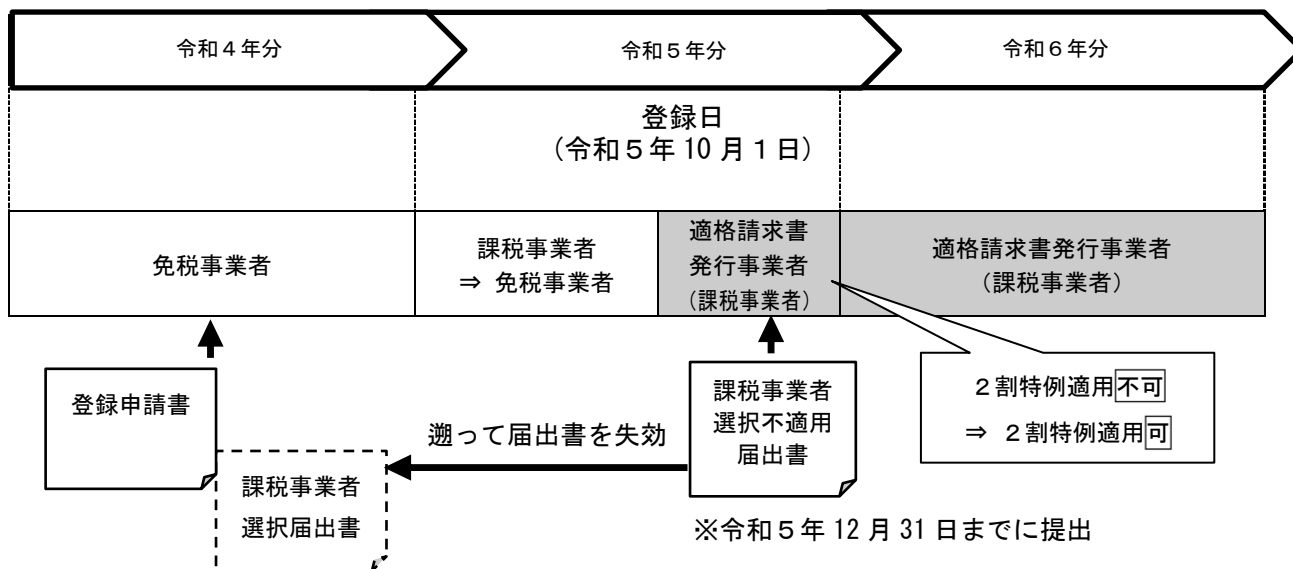 令和４年分
令和５年分
令和６年分
登録日
（令和５年 10 月１日）
免税事業者
課税事業者
⇒ 免税事業者
適格請求書
発行事業者
（課税事業者）
適格請求書発行事業者
（課税事業者）
登録申請書
課税事業者
選択届出書
遡って届出書を失効
課税事業者
選択不適用
届出書
２割特例適用不可
⇒ ２割特例適用可
※令和５年 12 月 31 日までに提出